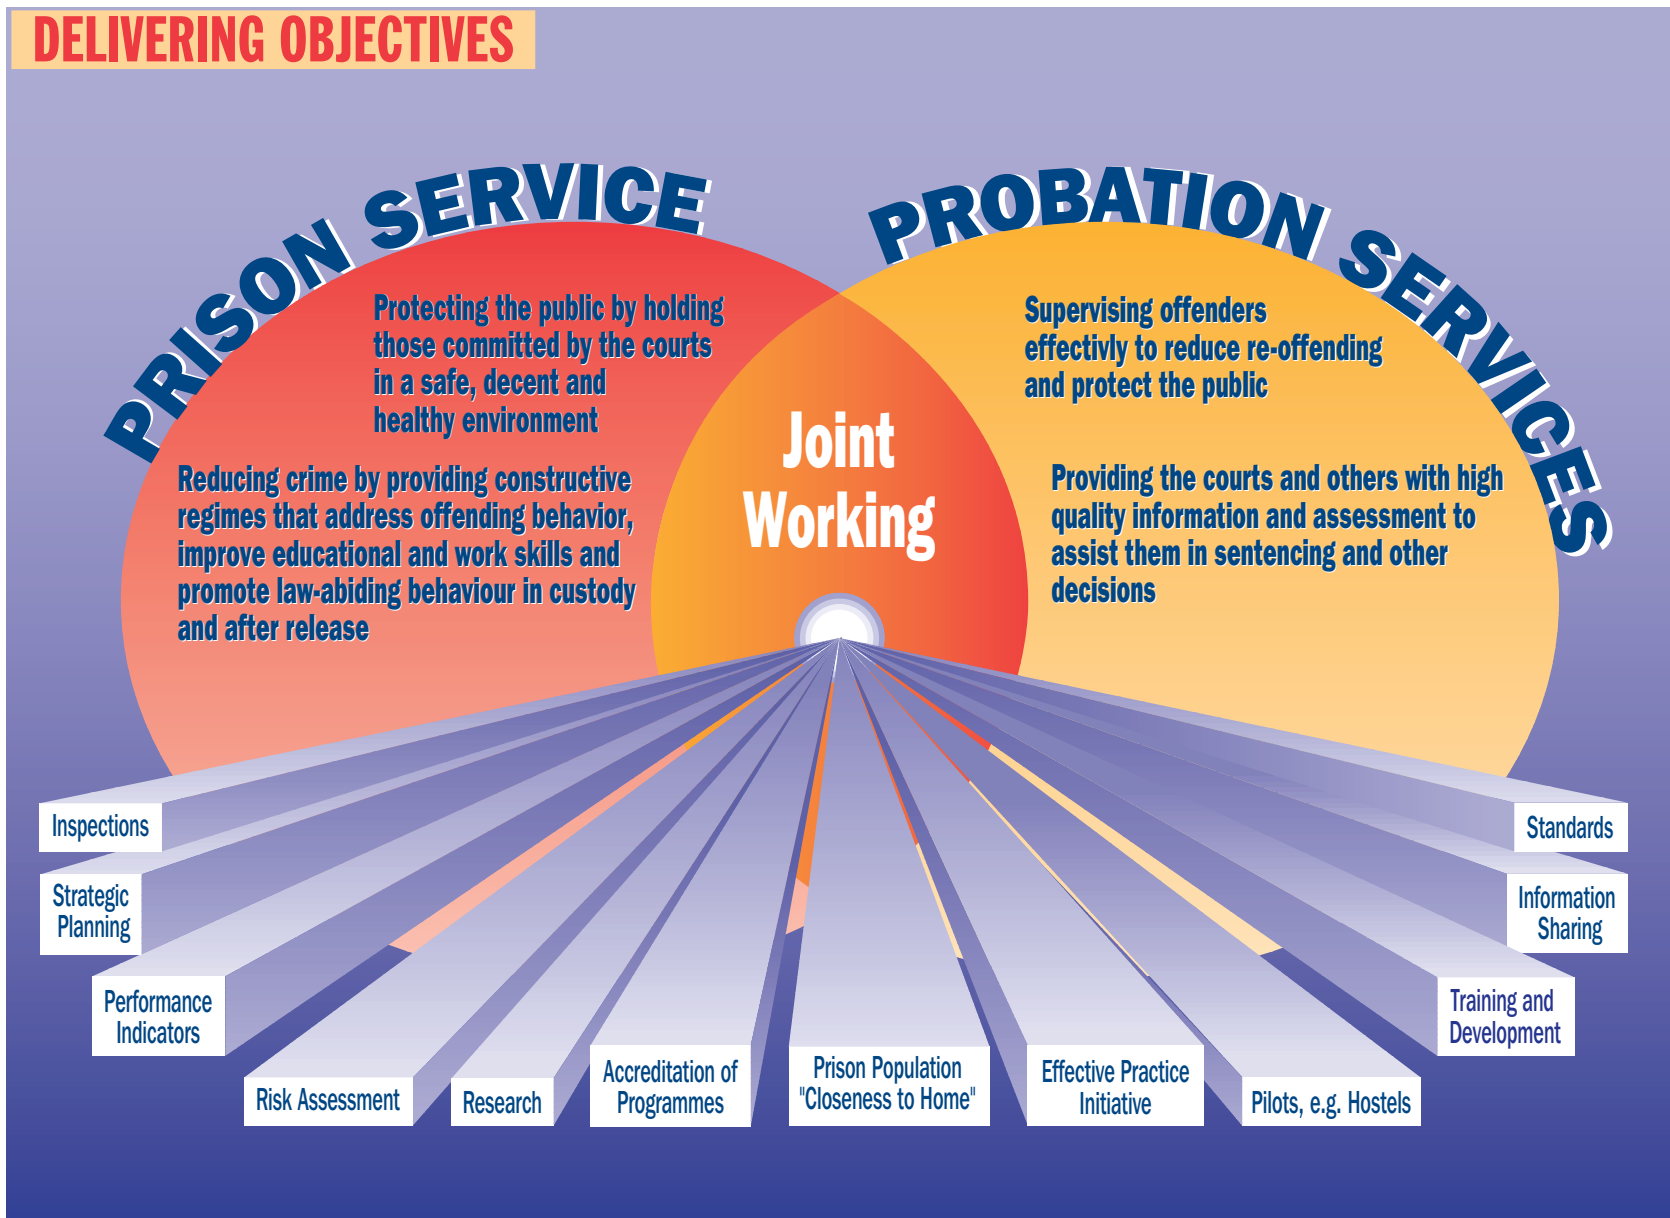 DELIVERING OBJECTIVES
PRISON SERVICE
PROBATION SERVICES
Protecting the public by holding
those committed by the courts
in a safe, decent and
healthy environment
Reducing crime by providing constructive
regimes that address offending behavior,
improve educational and work skills and
promote law-abiding behaviour in custody
and after release
Joint
Working
Supervising offenders
effectivly to reduce re-offending
and protect the public
Providing the courts and others with high
quality information and assessment to
assist them in sentencing and other
decisions
Inspections
Strategic
Planning
Performance
Indicators
Risk Assessment
Research
Accreditation of
Programmes
Prison Population
"Closeness to Home"
Effective Practice
Initiative
Pilots, e.g. Hostels
Training and
Development
Information
Sharing
Standards